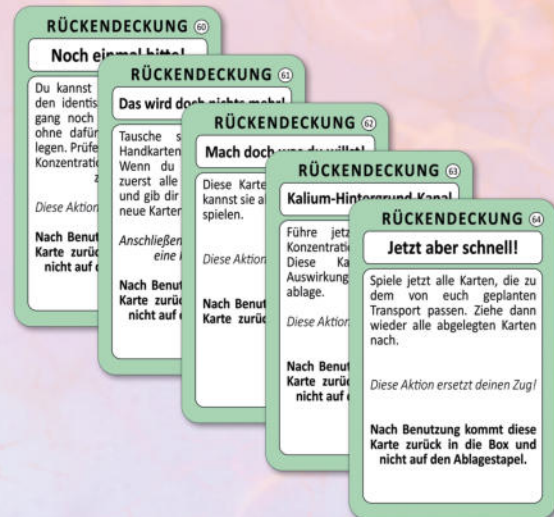 RÜCKENDECKUNG 60
Noch einmal bitte!
Du kannst
den identis
gang noch
ohne dafür
legen. Prüfe
Konzentratio
z
Diese Aktion
Nach Benut
Karte zurüc
nicht auf d
RÜCKENDECKUNG 61
Das wird doch nichts mehr!
Tausche s
Handkarten
Wenn du
zuerst alle
und gib dir
neue Karten
Anschließen
eine
Nach Benut
Karte zurüc
nicht auf d
RÜCKENDECKUNG 62
Mach doch was du willst!
Diese Karte
kannst sie al
spielen.
Diese Aktion
Nach Benut
Karte zurüc
RÜCKENDECKUNG 63
Kalium-Hintergrund-Kanal
Führe jetz
Konzentratio
Diese Ka
Auswirkung
ablage.
Diese Aktion
Nach Benut
Karte zurüc
nicht auf d
RÜCKENDECKUNG 64
Jetzt aber schnell!
Spiele jetzt alle Karten, die zu
dem von euch geplanten
Transport passen. Ziehe dann
wieder alle abgelegten Karten
nach.
Diese Aktion ersetzt deinen Zug!
Nach Benutzung kommt diese
Karte zurück in die Box und
nicht auf den Ablagestapel.